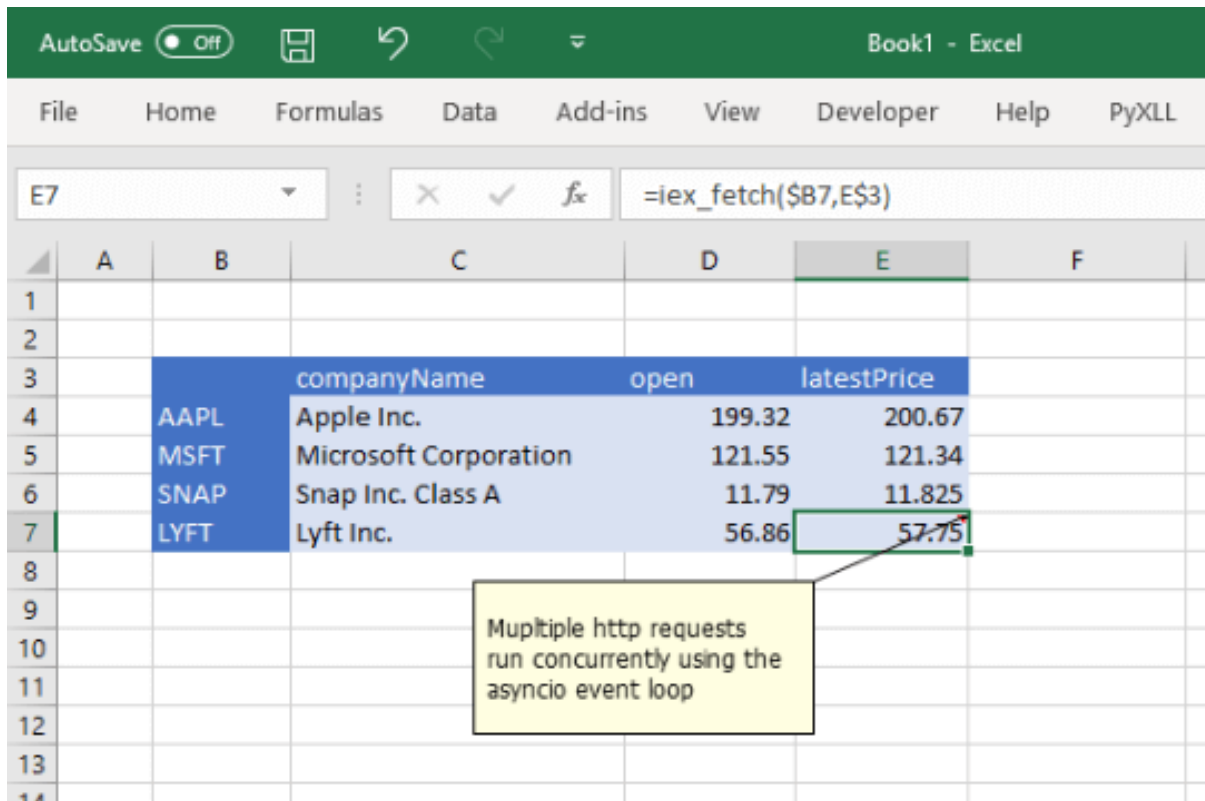 AutoSave Off Book1 - Excel
File Home Formulas Data Add-ins View Developer Help PyXLL
E7 fx =iex_fetch($B7,E$3)
A B C D E F
1
2
3 companyName open latestPrice
4 AAPL Apple Inc. 199.32 200.67
5 MSFT Microsoft Corporation 121.55 121.34
6 SNAP Snap Inc. Class A 11.79 11.825
7 LYFT Lyft Inc. 56.86 57.75
8
9
10
11
12
13
14
Mupltiple http requests
run concurrently using the
asyncio event loop